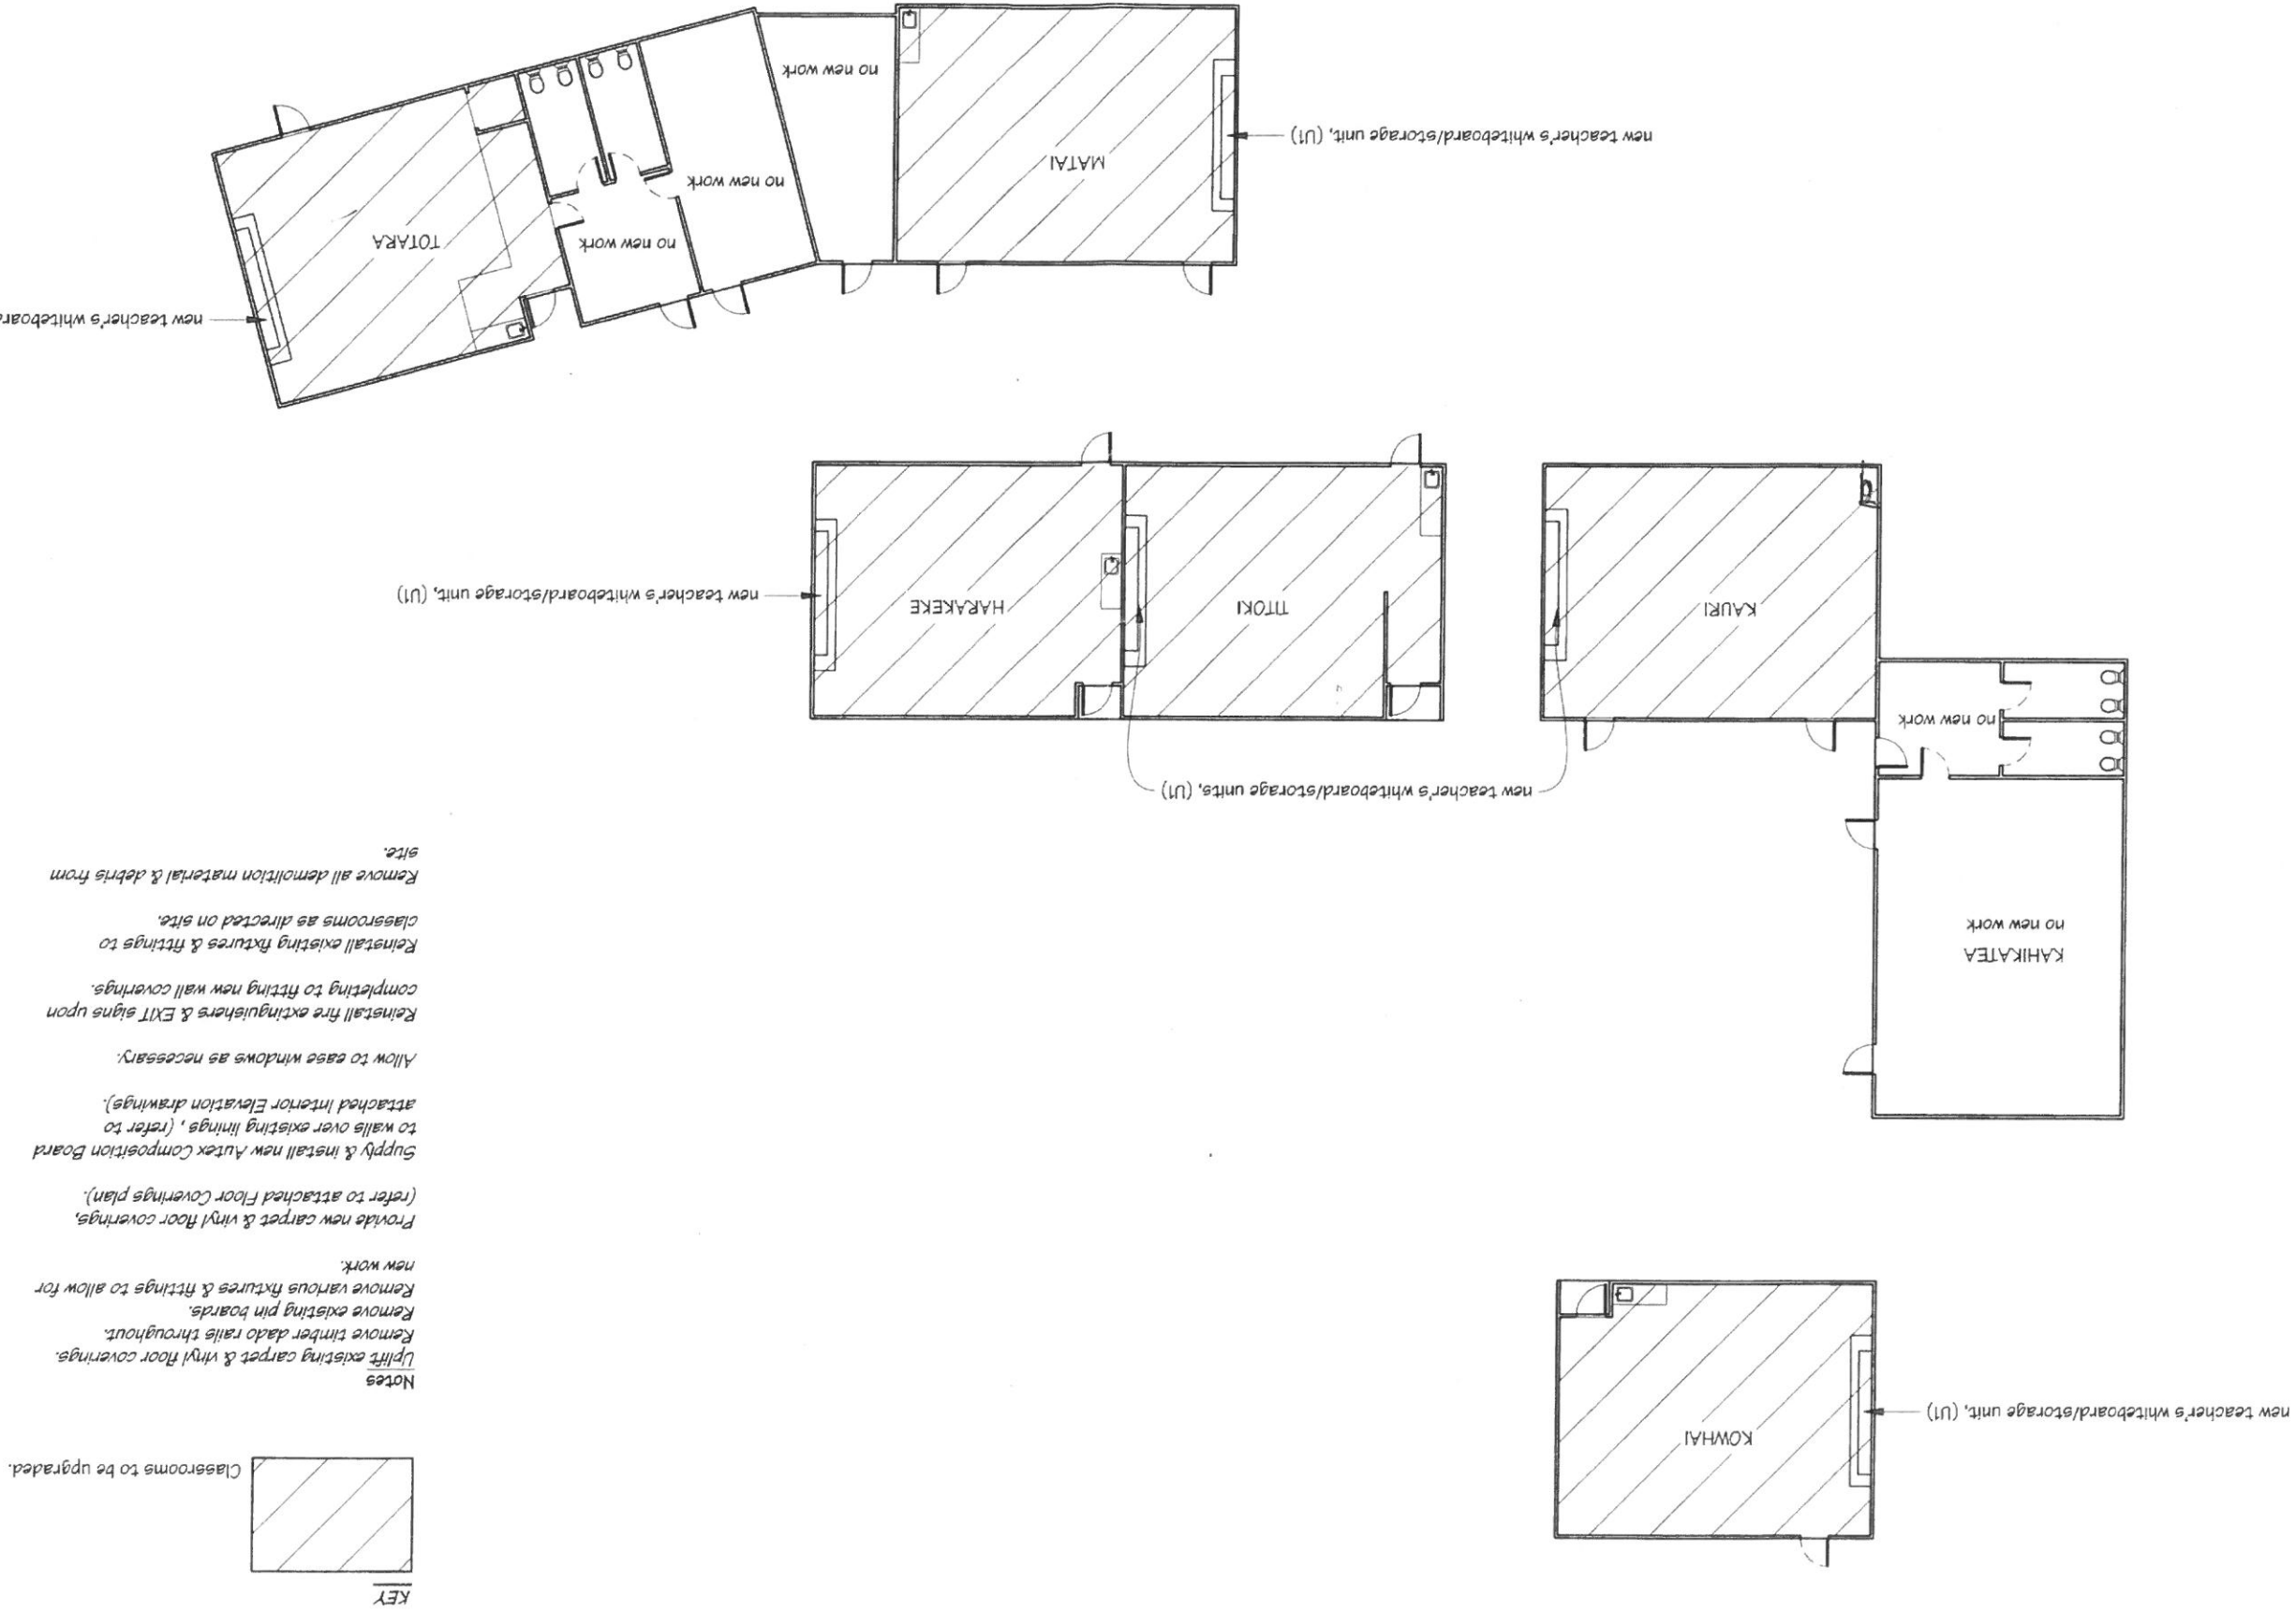 KEY
Classrooms to be upgraded.
Notes
Uplift existing carpet & vinyl floor coverings.
Remove timber dado rails throughout.
Remove existing pin boards.
Remove various fixtures & fittings to allow for
new work.
Provide new carpet & vinyl floor coverings,
(refer to attached Floor Coverings plan).
Supply & install new Autex Composition Board
to walls over existing linings , (refer to
attached Interior Elevation drawings).
Allow to ease windows as necessary.
Reinstall fire extinguishers & EXIT signs upon
completing to fitting new wall coverings.
Reinstall existing fixtures & fittings to
classrooms as directed on site.
Remove all demolition material & debris from
site.
new teacher's whiteboard/storage unit, (U1)
KOWHAI
KAHIKATEA
no new work
no new work
new teacher's whiteboard/storage units, (U1)
KAURI
TITOKI
HARAKEKE
new teacher's whiteboard/storage unit, (U1)
new teacher's whiteboard/storage unit, (U1)
MATAI
no new work
no new work
no new work
TOTARA
new teacher's whiteboard